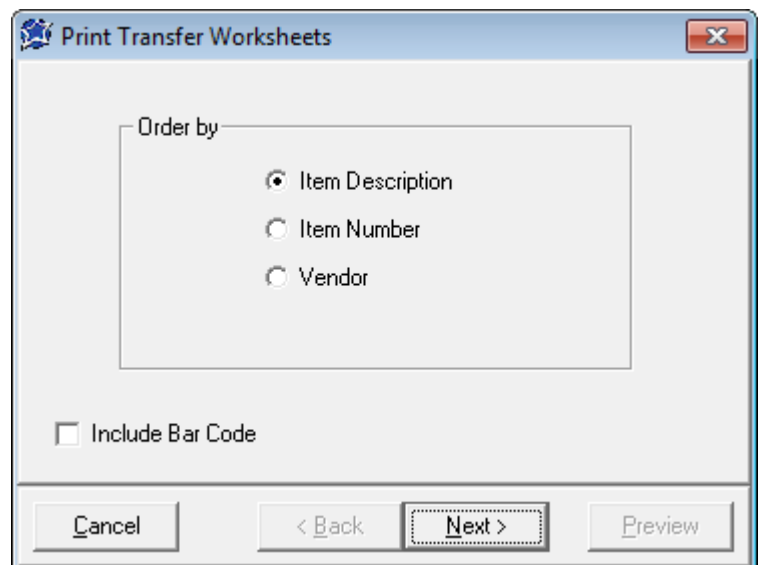 Print Transfer Worksheets
Order by
Item Description
Item Number
Vendor
Include Bar Code
Cancel < Back Next > Preview